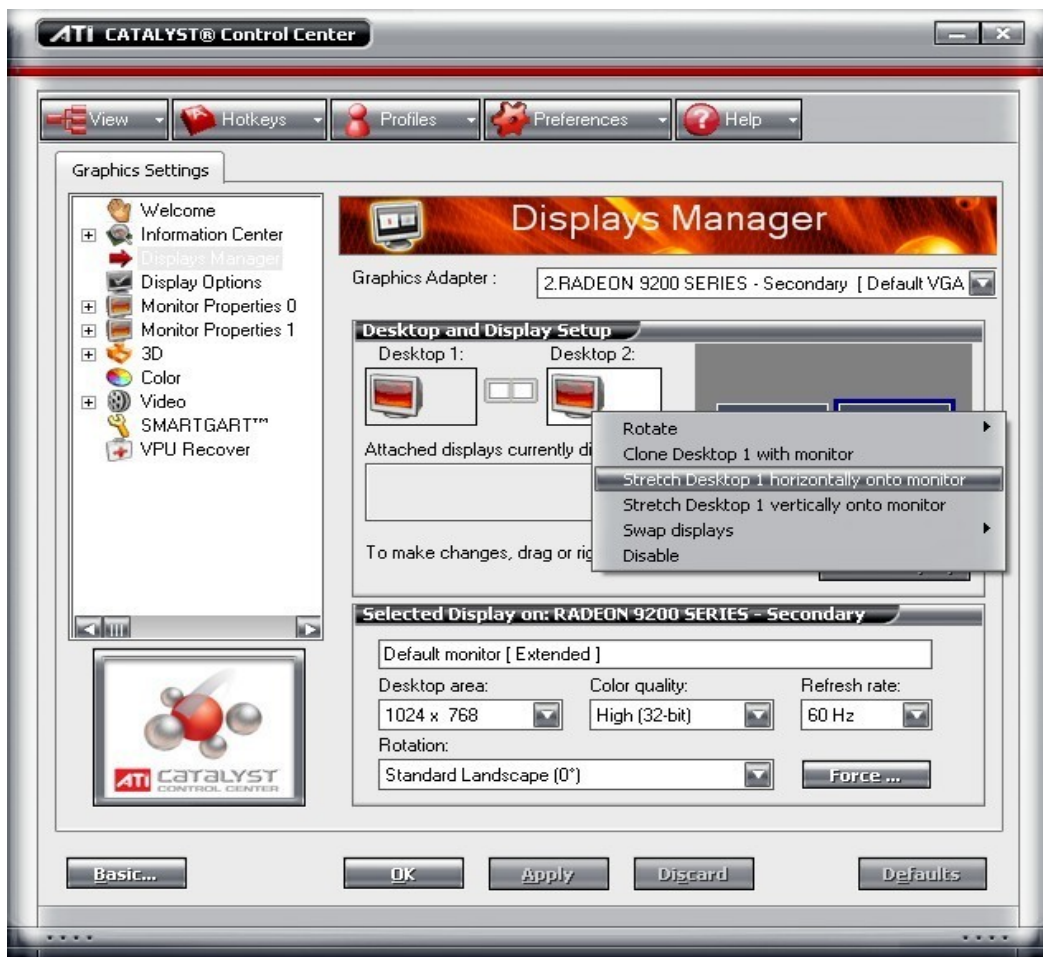 ATI CATALYST® Control Center
View Hotkeys Profiles Preferences Help
Graphics Settings
Welcome
Information Center
Displays Manager
Display Options
Monitor Properties 0
Monitor Properties 1
3D
Color
Video
SMARTGART™
VPU Recover
ATI CATALYST
CONTROL CENTER
Displays Manager
Graphics Adapter : 2.RADEON 9200 SERIES - Secondary [ Default VGA
Desktop and Display Setup
Desktop 1: Desktop 2:
Attached displays currently di
To make changes, drag or rig
Rotate
Clone Desktop 1 with monitor
Stretch Desktop 1 horizontally onto monitor
Stretch Desktop 1 vertically onto monitor
Swap displays
Disable
Selected Display on: RADEON 9200 SERIES - Secondary
Default monitor [ Extended ]
Desktop area: Color quality: Refresh rate:
1024 x 768 High (32-bit) 60 Hz
Rotation:
Standard Landscape (0°) Force ...
Basic... OK Apply Discard Defaults